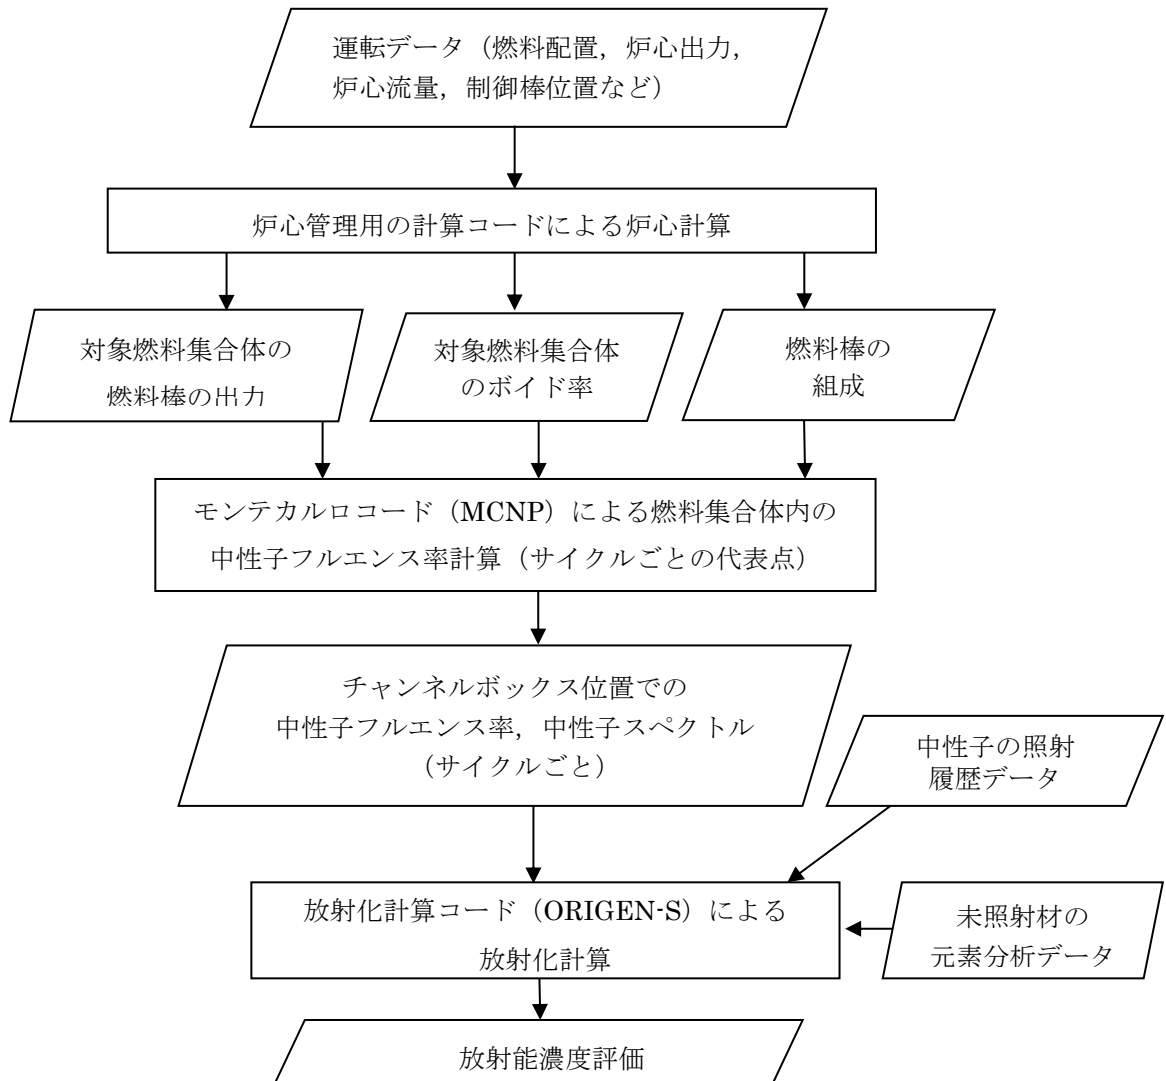 運転データ（燃料配置，炉心出力，
炉心流量，制御棒位置など）
炉心管理用の計算コードによる炉心計算
対象燃料集合体の
燃料棒の出力
対象燃料集合体
のボイド率
燃料棒の
組成
モンテカルロコード（MCNP）による燃料集合体内の
中性子フルエンス率計算（サイクルごとの代表点）
チャンネルボックス位置での
中性子フルエンス率，中性子スペクトル
（サイクルごと）
中性子の照射
履歴データ
放射化計算コード（ORIGEN-S）による
放射化計算
未照射材の
元素分析データ
放射能濃度評価